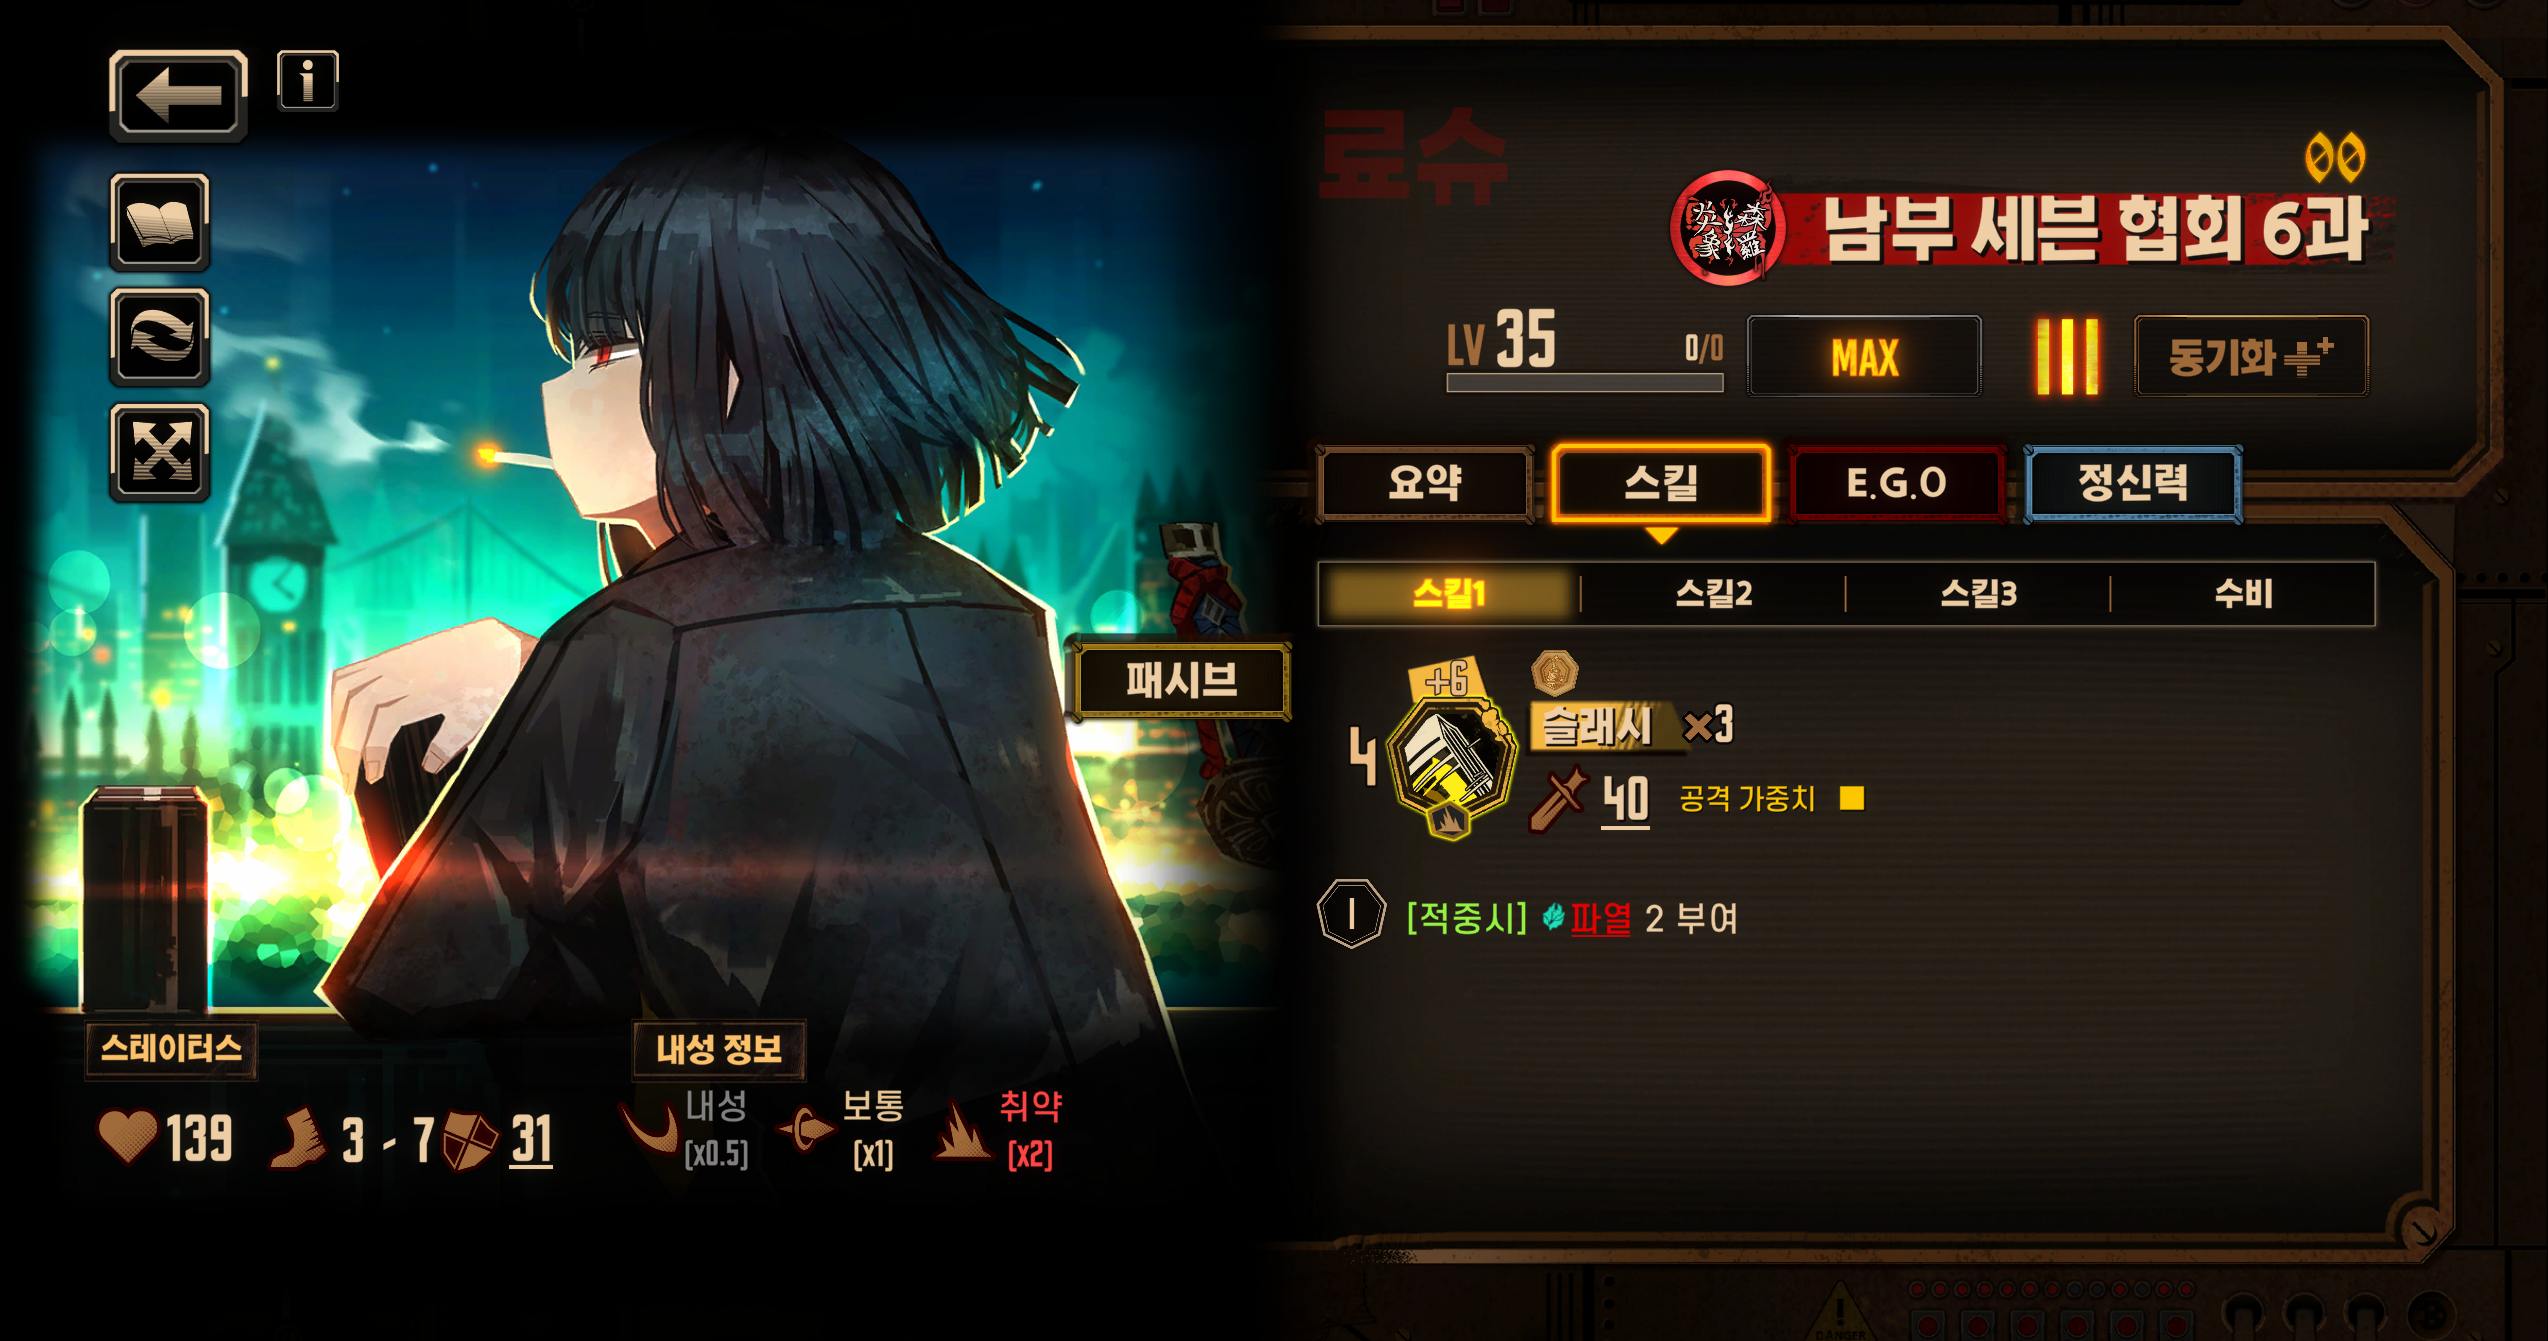 료슈
남부 세븐 협회 6과
LV 35
0/0
MAX
동기화
요약
스킬
E.G.O
정신력
스킬1
스킬2
스킬3
수비
패시브
+6
4
슬래시 ×3
40
공격 가중치
I
[적중시] 파열 2 부여
스테이터스
139
3 - 7
31
내성 정보
내성
[x0.5]
보통
[x1]
취약
[x2]
DANGER